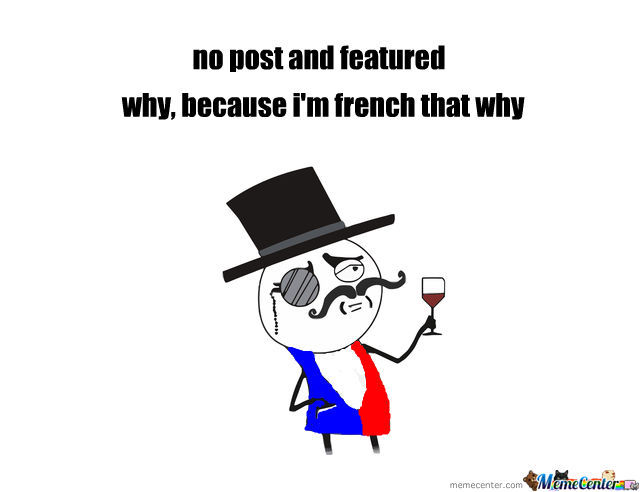 no post and featured
why, because i'm french that why
memecenter.com
MemeCenter